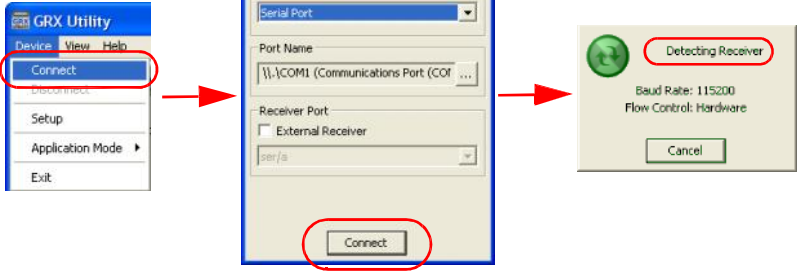 GRX Utility
Device View Help
Connect
Disconnect
Setup
Application Mode
Exit
Serial Port
Port Name
\\.\COM1 (Communications Port (COM
...
Receiver Port
External Receiver
ser/a
Connect
Detecting Receiver
Baud Rate: 115200
Flow Control: Hardware
Cancel